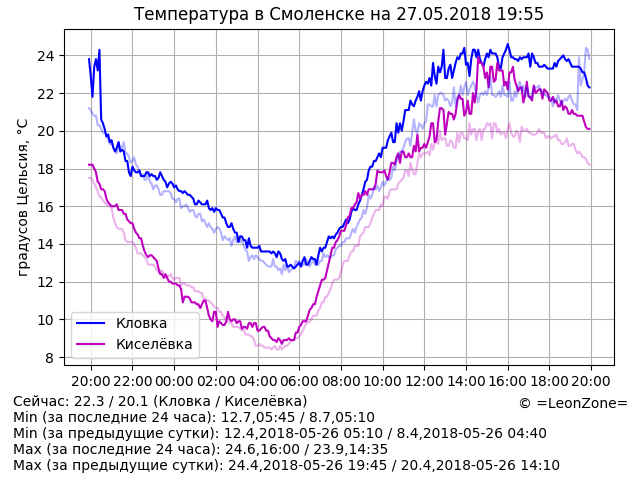 Температура в Смоленске на 27.05.2018 19:55
градусов Цельсия, °C
24
22
20
18
16
14
12
10
8
Кловка
Киселёвка
20:00 22:00 00:00 02:00 04:00 06:00 08:00 10:00 12:00 14:00 16:00 18:00 20:00
Сейчас: 22.3 / 20.1 (Кловка / Киселёвка)
© =LeonZone=
Min (за последние 24 часа): 12.7,05:45 / 8.7,05:10
Min (за предыдущие сутки): 12.4,2018-05-26 05:10 / 8.4,2018-05-26 04:40
Max (за последние 24 часа): 24.6,16:00 / 23.9,14:35
Max (за предыдущие сутки): 24.4,2018-05-26 19:45 / 20.4,2018-05-26 14:10